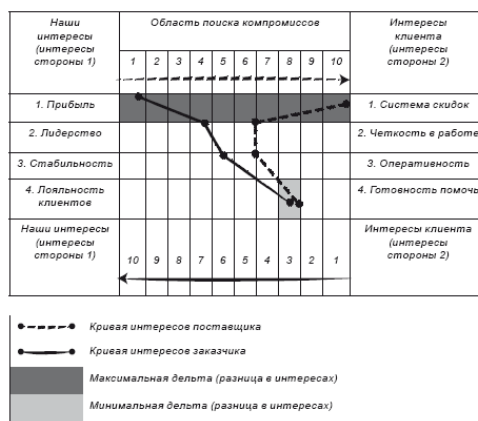 Наши
интересы
(интересы
стороны 1)
Область поиска компромиссов
1 2 3 4 5 6 7 8 9 10
Интересы
клиента
(интересы
стороны 2)
1. Прибыль
1. Система скидок
2. Лидерство
2. Четкость в работе
3. Стабильность
3. Оперативность
4. Лояльность
клиентов
4. Готовность помочь
Наши интересы
(интересы
стороны 1)
10 9 8 7 6 5 4 3 2 1
Интересы клиента
(интересы
стороны 2)
Кривая интересов поставщика
Кривая интересов заказчика
Максимальная дельта (разница в интересах)
Минимальная дельта (разница в интересах)